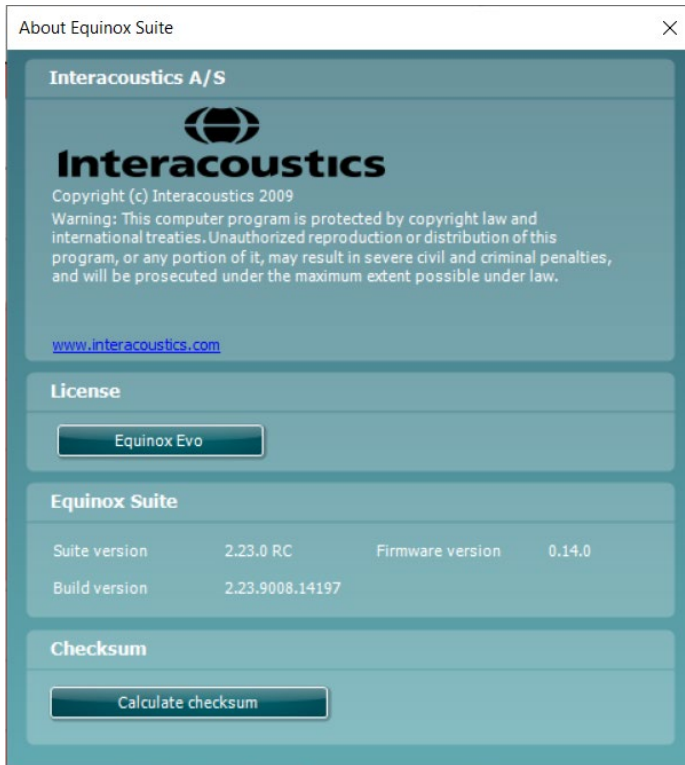 About Equinox Suite
Interacoustics A/S
Interacoustics
Copyright (c) Interacoustics 2009
Warning: This computer program is protected by copyright law and
international treaties. Unauthorized reproduction or distribution of this
program, or any portion of it, may result in severe civil and criminal penalties,
and will be prosecuted under the maximum extent possible under law.
www.interacoustics.com
License
Equinox Evo
Equinox Suite
Suite version 2.23.0 RC Firmware version 0.14.0
Build version 2.23.9008.14197
Checksum
Calculate checksum